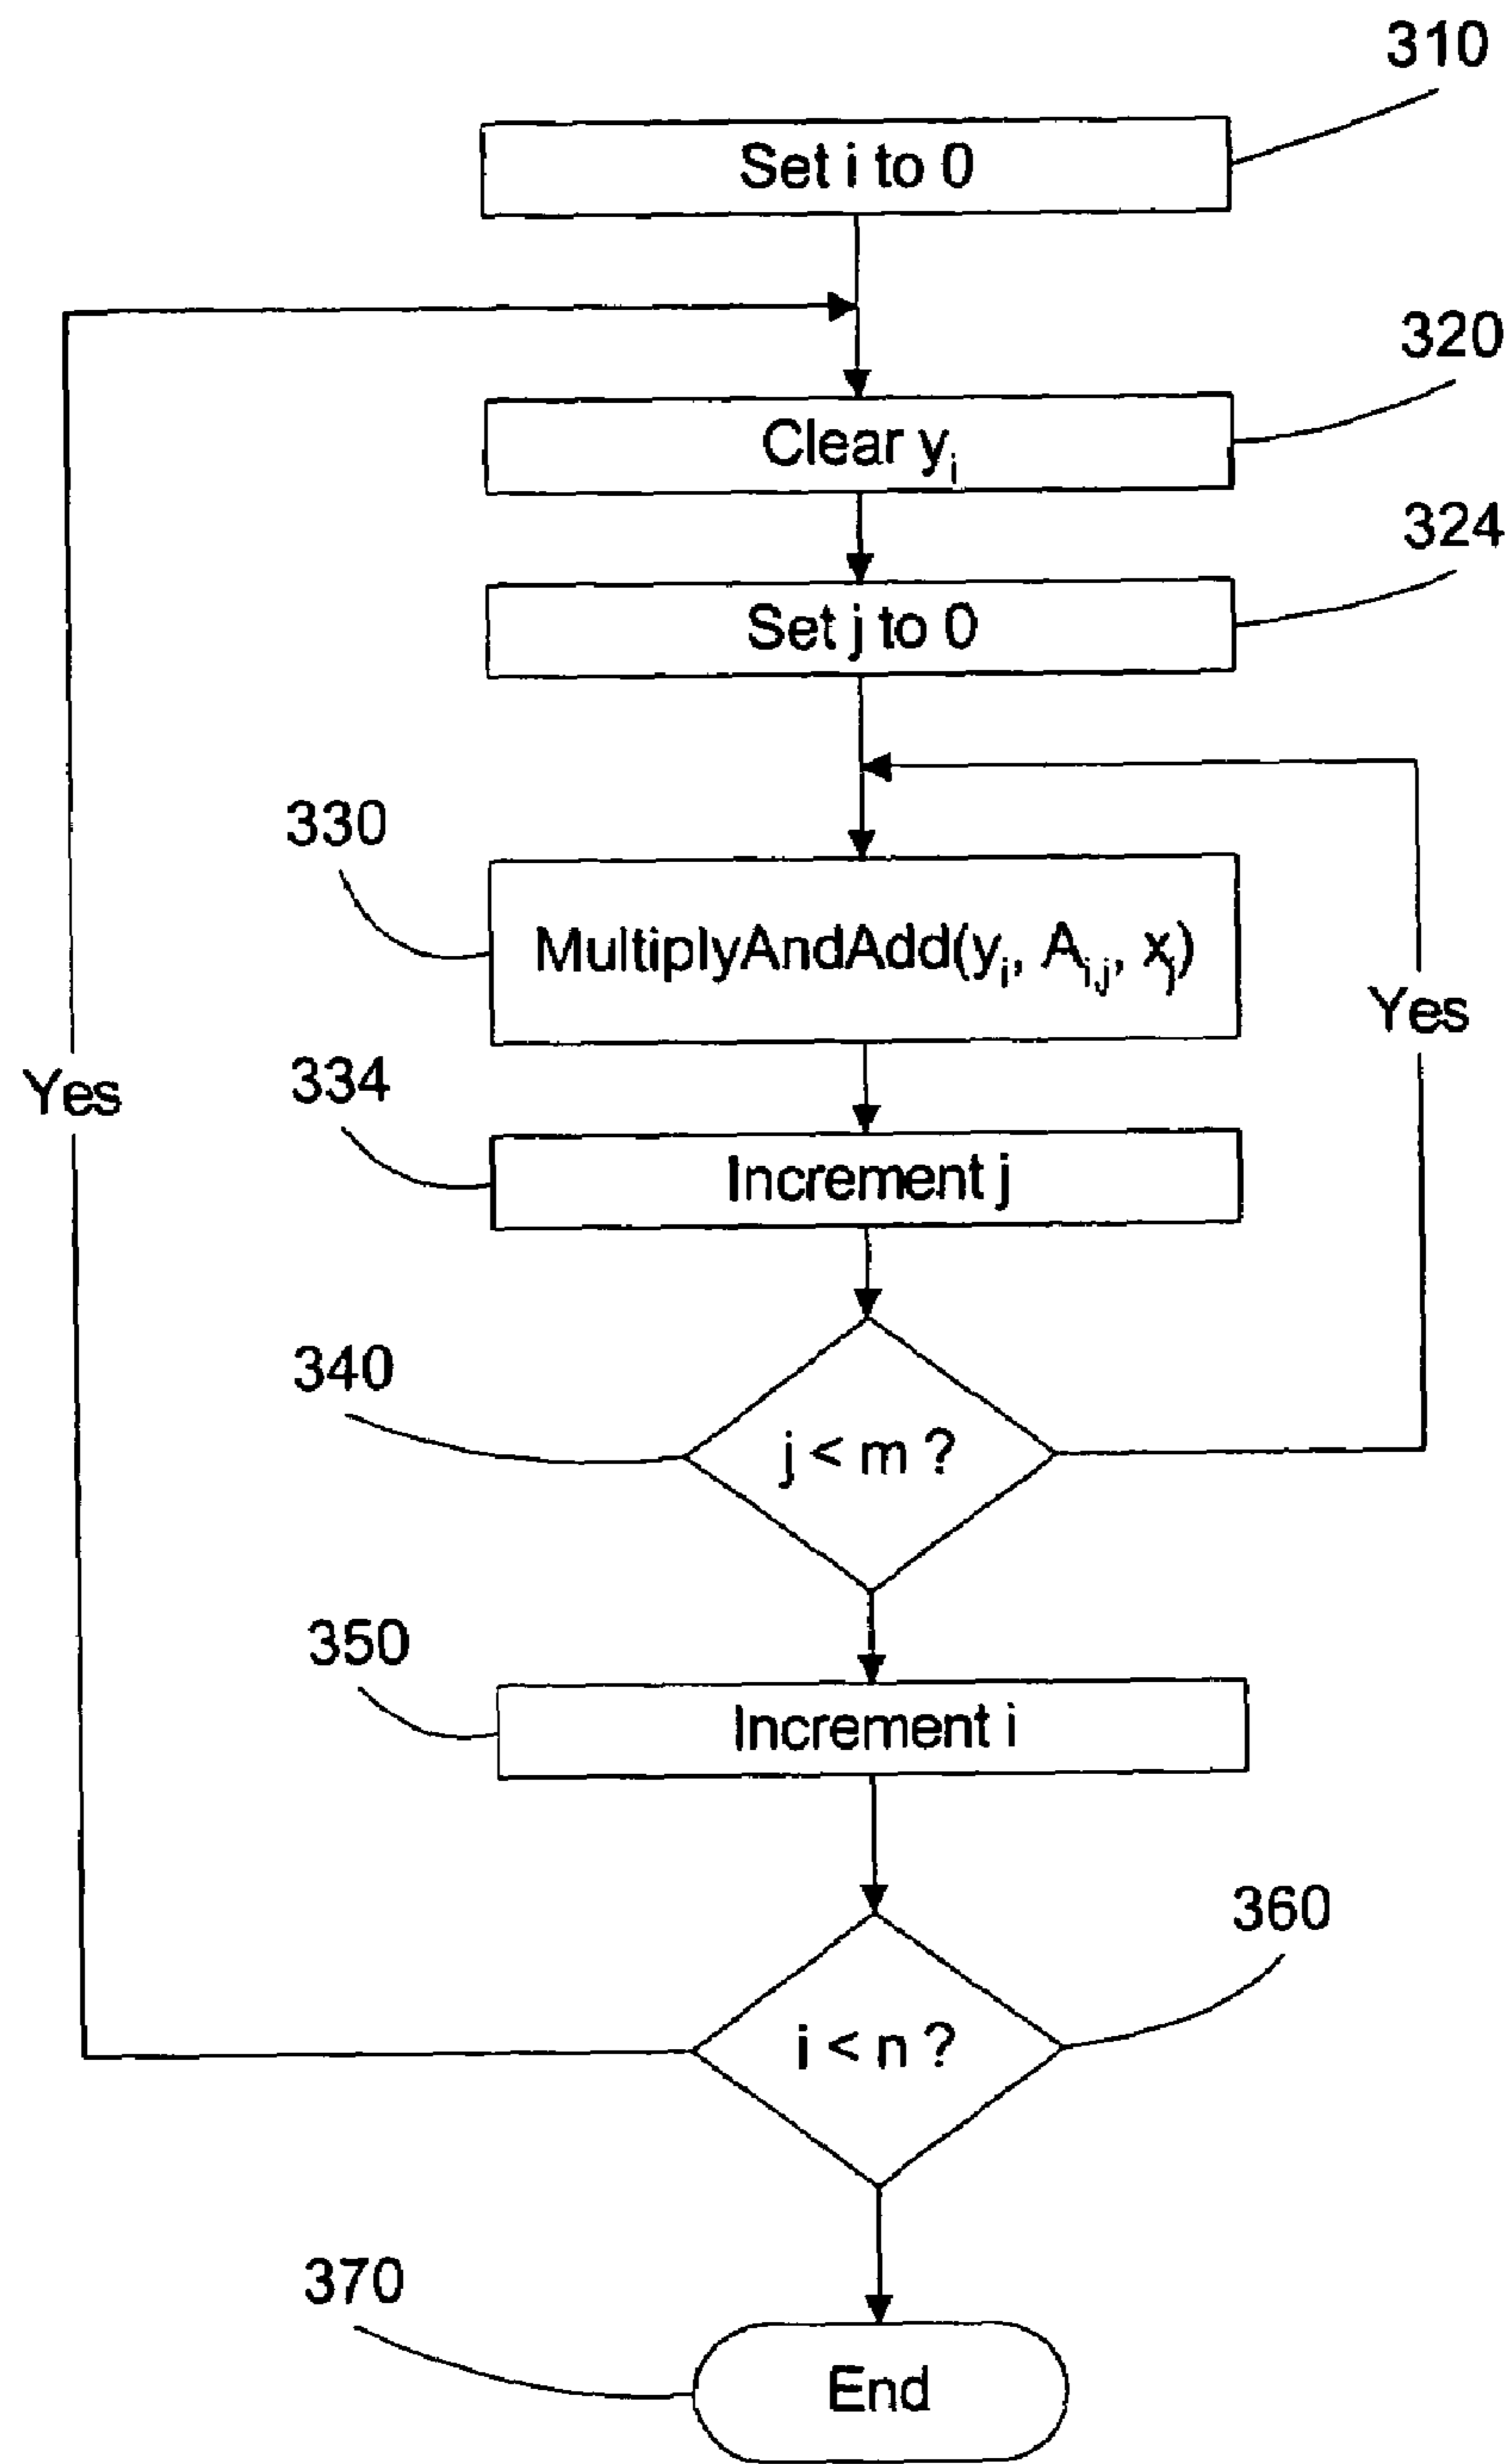 310
Set i to 0
320
Clear yᵢ
324
Set j to 0
330
MultiplyAndAdd(yᵢ, Aᵢ,ⱼ, xⱼ)
Yes
Yes
334
Increment j
340
j < m ?
350
Increment i
360
i < n ?
370
End